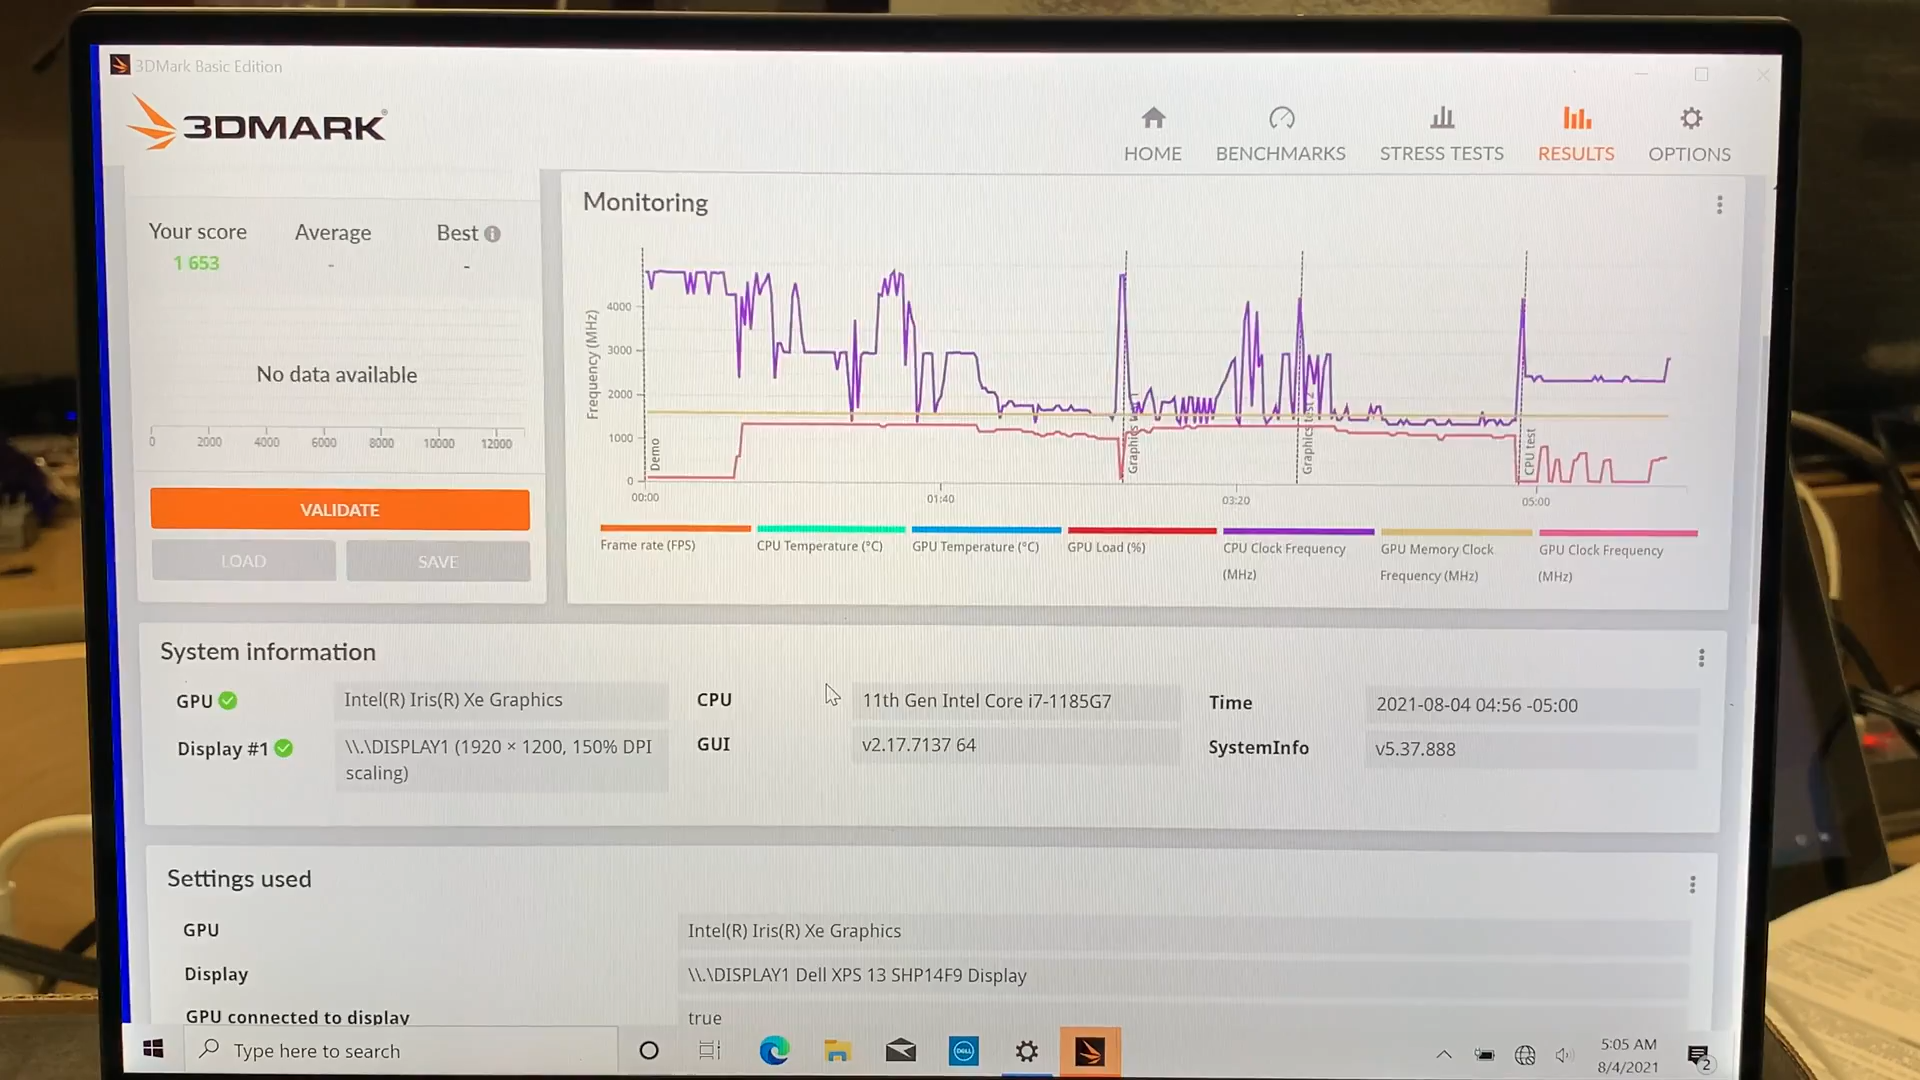 3DMark Basic Edition
3DMARK
HOME
BENCHMARKS
STRESS TESTS
RESULTS
OPTIONS
Your score
Average
Best
1 653
-
-
No data available
0 2000 4000 6000 8000 10000 12000
VALIDATE
LOAD
SAVE
Monitoring
Frequency (MHz)
4000
3000
2000
1000
0
Demo
Graphics test 1
Graphics test 2
CPU test
00:00 01:40 03:20 05:00
Frame rate (FPS)
CPU Temperature (°C)
GPU Temperature (°C)
GPU Load (%)
CPU Clock Frequency
(MHz)
GPU Memory Clock
Frequency (MHz)
GPU Clock Frequency
(MHz)
System information
GPU
Intel(R) Iris(R) Xe Graphics
CPU
11th Gen Intel Core i7-1185G7
Time
2021-08-04 04:56 -05:00
Display #1
\\.\DISPLAY1 (1920 × 1200, 150% DPI
scaling)
GUI
v2.17.7137 64
SystemInfo
v5.37.888
Settings used
GPU
Intel(R) Iris(R) Xe Graphics
Display
\\.\DISPLAY1 Dell XPS 13 SHP14F9 Display
GPU connected to display
true
Type here to search
DELL
5:05 AM
8/4/2021
2